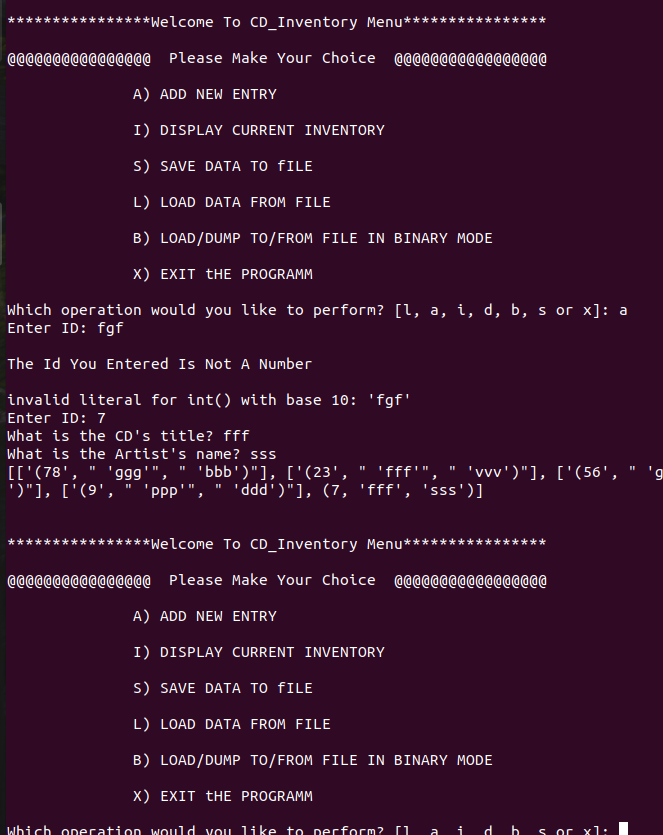 ****************Welcome To CD_Inventory Menu****************
@@@@@@@@@@@@@@@@  Please Make Your Choice  @@@@@@@@@@@@@@@@@
A) ADD NEW ENTRY
I) DISPLAY CURRENT INVENTORY
S) SAVE DATA TO fILE
L) LOAD DATA FROM FILE
B) LOAD/DUMP TO/FROM FILE IN BINARY MODE
X) EXIT tHE PROGRAMM
Which operation would you like to perform? [l, a, i, d, b, s or x]: a
Enter ID: fgf
The Id You Entered Is Not A Number
invalid literal for int() with base 10: 'fgf'
Enter ID: 7
What is the CD's title? fff
What is the Artist's name? sss
[['(78', " 'ggg'", " 'bbb')"], ['(23', " 'fff'", " 'vvv')"], ['(56', " 'g
')"], ['(9', " 'ppp'", " 'ddd')"], (7, 'fff', 'sss')]
****************Welcome To CD_Inventory Menu****************
@@@@@@@@@@@@@@@@  Please Make Your Choice  @@@@@@@@@@@@@@@@@
A) ADD NEW ENTRY
I) DISPLAY CURRENT INVENTORY
S) SAVE DATA TO fILE
L) LOAD DATA FROM FILE
B) LOAD/DUMP TO/FROM FILE IN BINARY MODE
X) EXIT tHE PROGRAMM
Which operation would you like to perform? [l, a, i, d, b, s or x]: